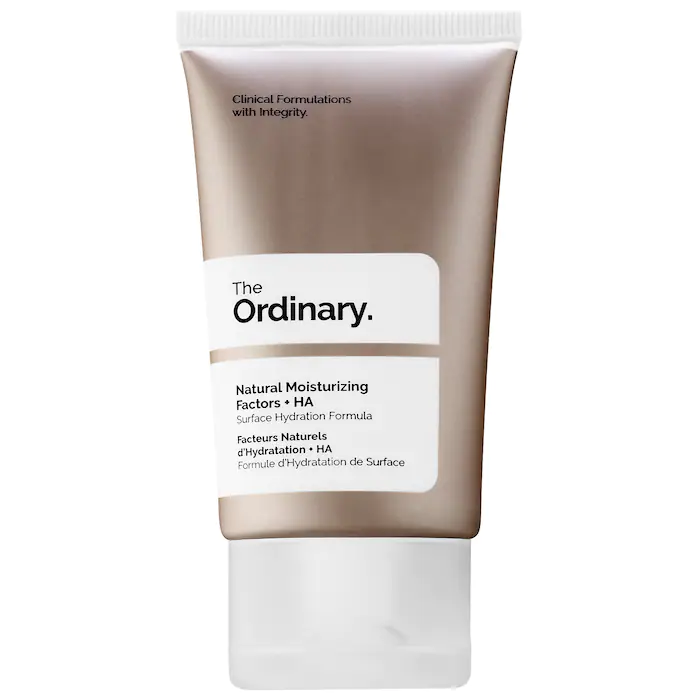 Clinical Formulations
with Integrity.
The
Ordinary.
Natural Moisturizing
Factors + HA
Surface Hydration Formula
Facteurs Naturels
d'Hydratation + HA
Formule d'Hydratation de Surface